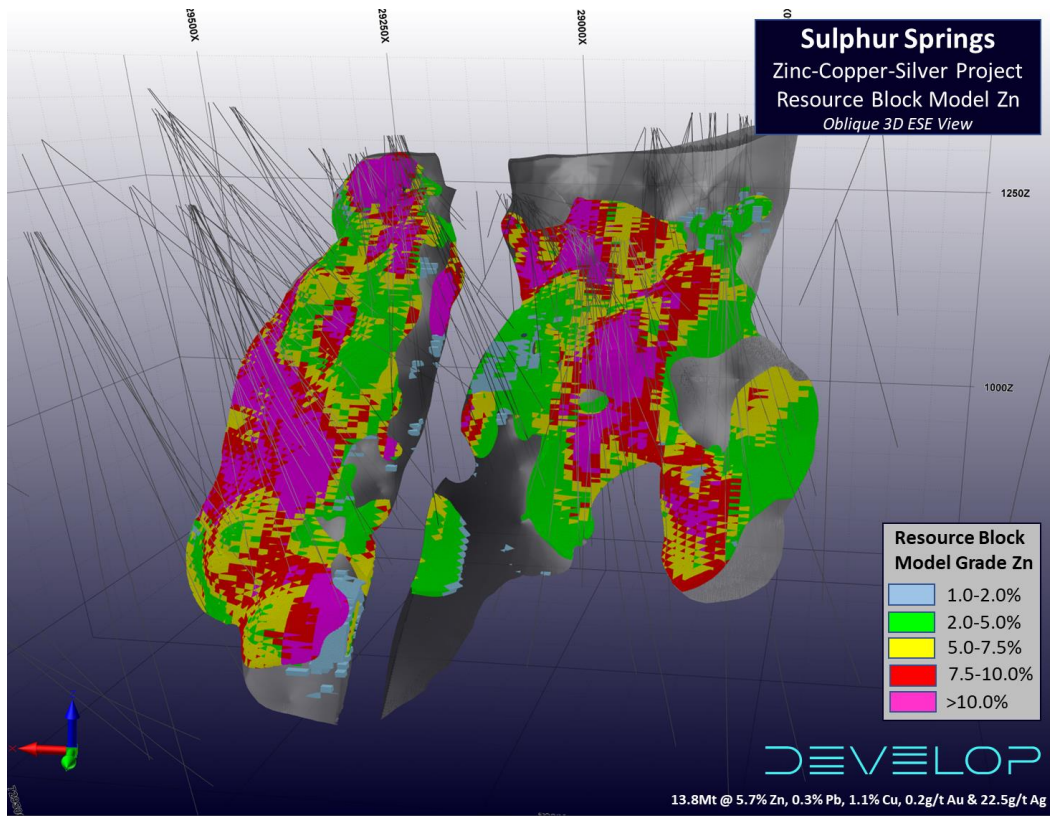 29500X
29250X
29000X
Sulphur Springs
Zinc-Copper-Silver Project
Resource Block Model Zn
Oblique 3D ESE View
1250Z
1000Z
Resource Block
Model Grade Zn
1.0-2.0%
2.0-5.0%
5.0-7.5%
7.5-10.0%
>10.0%
DEVELOP
13.8Mt @ 5.7% Zn, 0.3% Pb, 1.1% Cu, 0.2g/t Au & 22.5g/t Ag